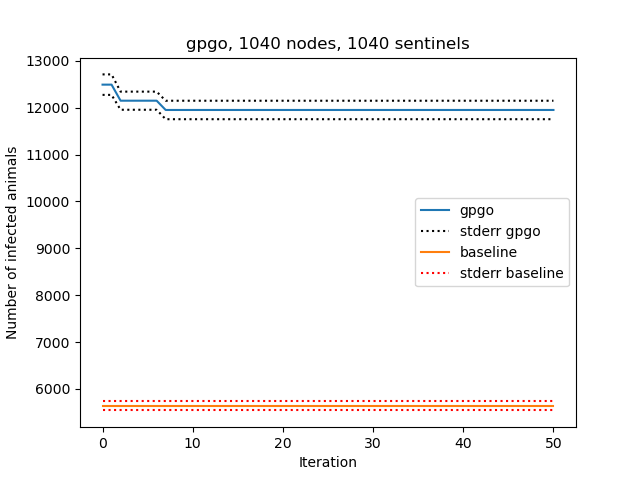 gpgo, 1040 nodes, 1040 sentinels
13000
12000
11000
10000
9000
8000
7000
6000
Number of infected animals
gpgo
stderr gpgo
baseline
stderr baseline
0 10 20 30 40 50
Iteration